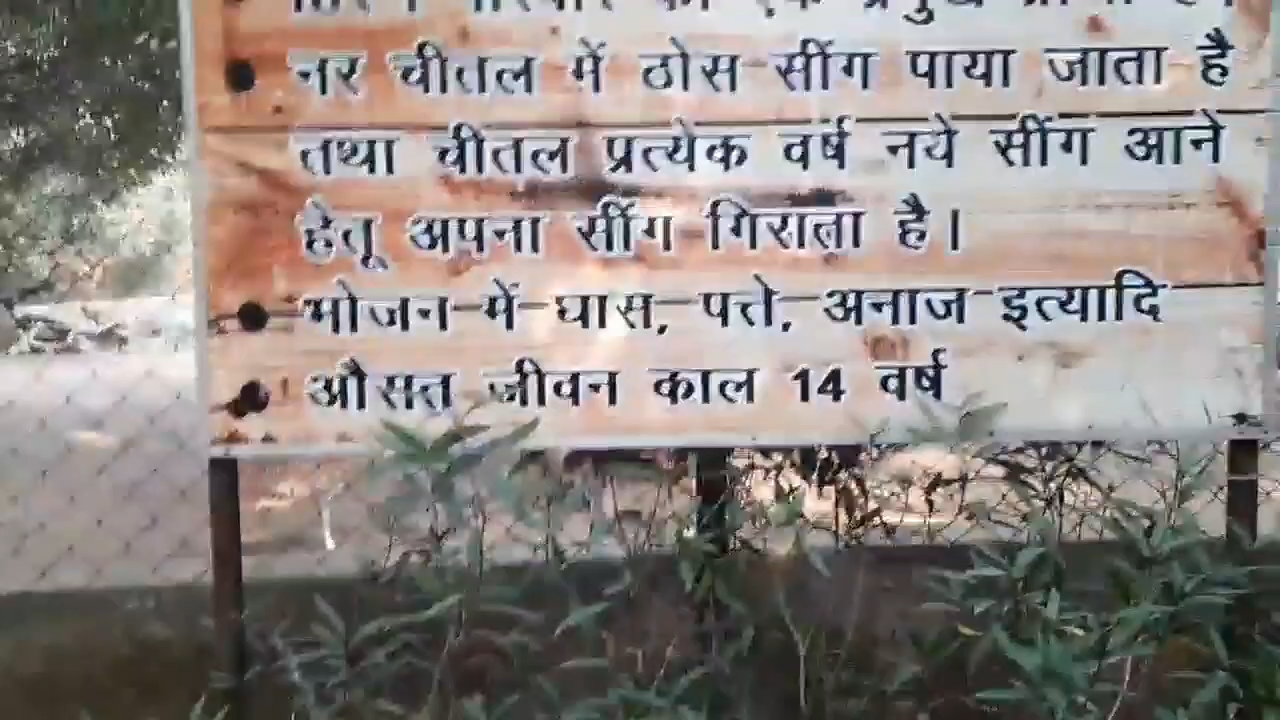 नर चीतल में ठोस सींग पाया जाता है
तथा चीतल प्रत्येक वर्ष नये सींग आने
हेतू अपना सींग गिराता है।
भोजन में घास, पत्ते, अनाज इत्यादि
औसत जीवन काल 14 वर्ष